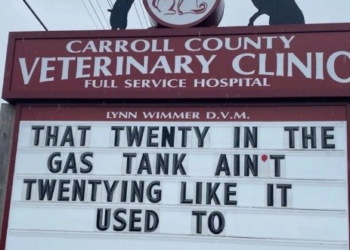 CARROLL COUNTY
VETERINARY CLINIC
FULL SERVICE HOSPITAL
LYNN WIMMER D.V.M.
THAT TWENTY IN THE
GAS TANK AIN'T
TWENTYING LIKE IT
USED TO